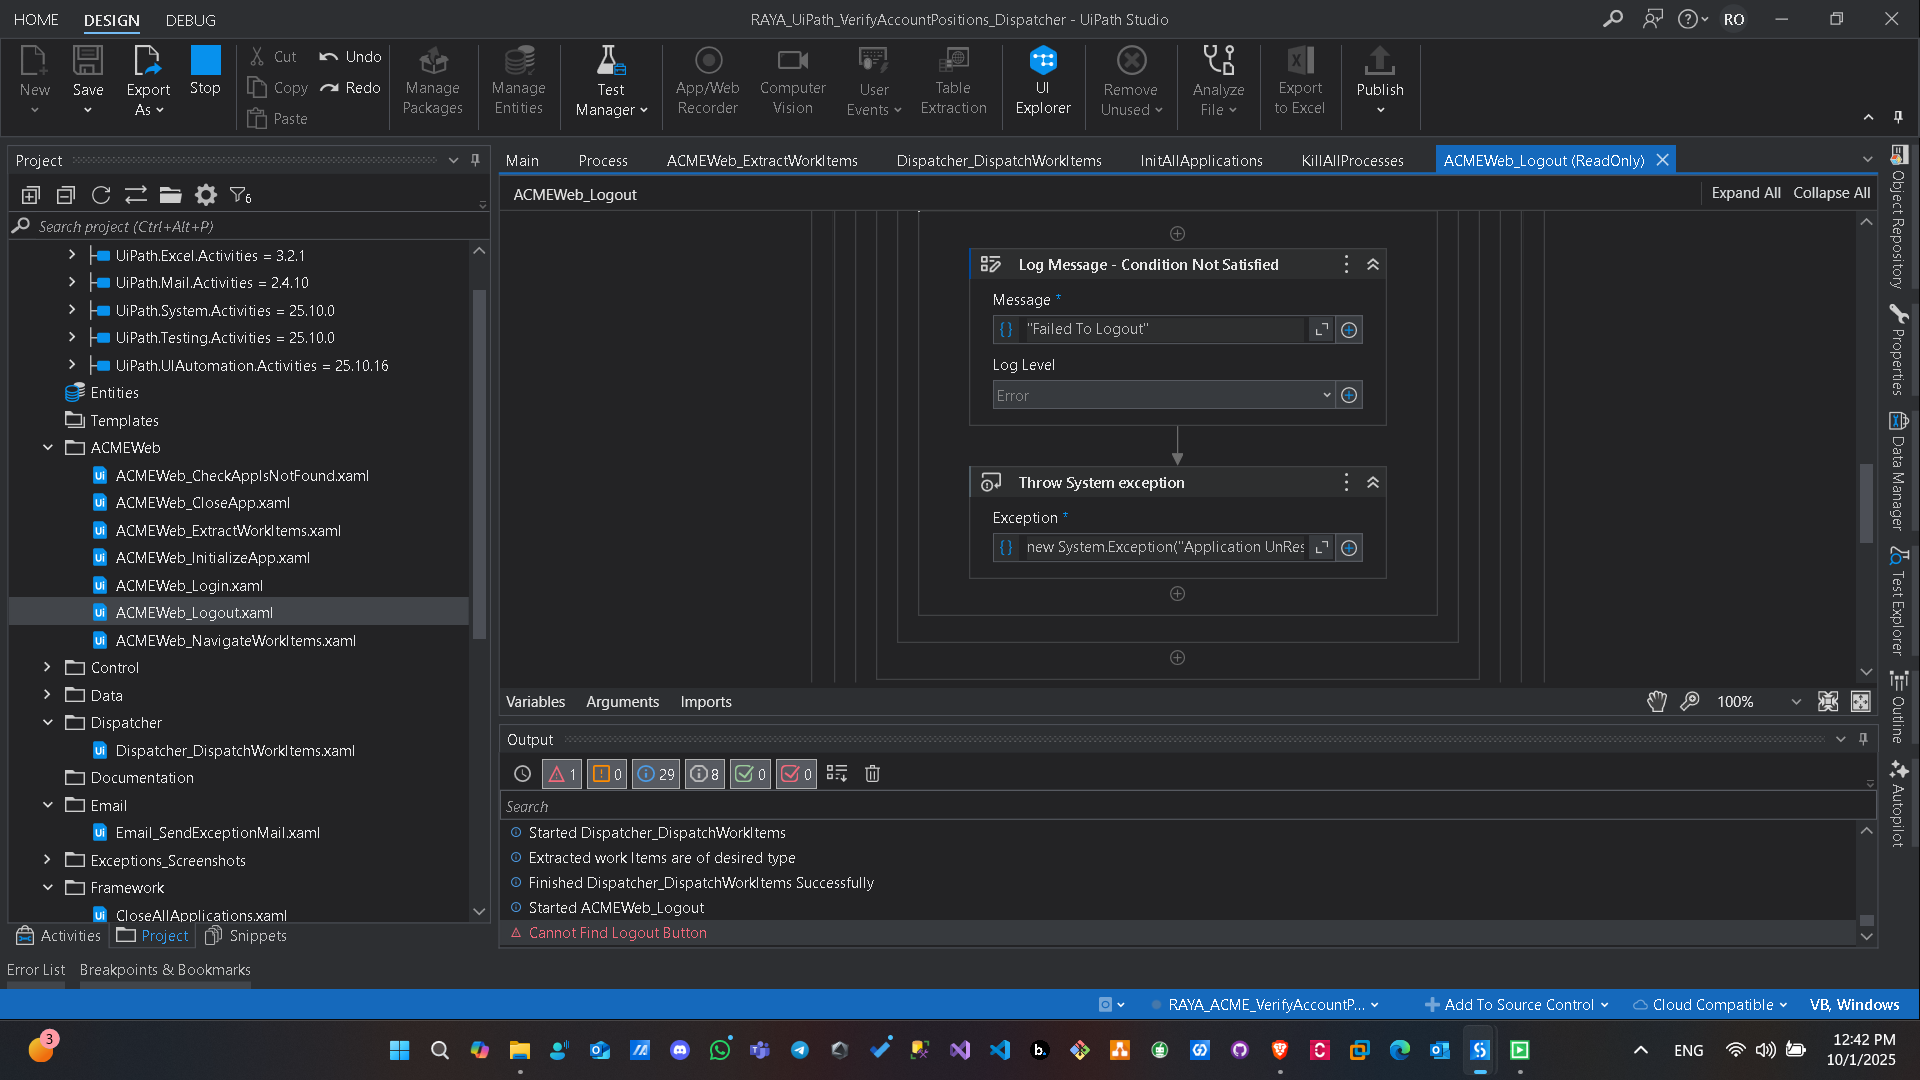 HOME DESIGN DEBUG
RAYA_UiPath_VerifyAccountPositions_Dispatcher - UiPath Studio
RO
New
Save
Export As
Stop
Cut
Copy
Paste
Undo
Redo
Manage Packages
Manage Entities
Test Manager
App/Web Recorder
Computer Vision
User Events
Table Extraction
UI Explorer
Remove Unused
Analyze File
Export to Excel
Publish
Project
6
Search project (Ctrl+Alt+P)
UiPath.Excel.Activities = 3.2.1
UiPath.Mail.Activities = 2.4.10
UiPath.System.Activities = 25.10.0
UiPath.Testing.Activities = 25.10.0
UiPath.UIAutomation.Activities = 25.10.16
Entities
Templates
ACMEWeb
ACMEWeb_CheckAppIsNotFound.xaml
ACMEWeb_CloseApp.xaml
ACMEWeb_ExtractWorkItems.xaml
ACMEWeb_InitializeApp.xaml
ACMEWeb_Login.xaml
ACMEWeb_Logout.xaml
ACMEWeb_NavigateWorkItems.xaml
Control
Data
Dispatcher
Dispatcher_DispatchWorkItems.xaml
Documentation
Email
Email_SendExceptionMail.xaml
Exceptions_Screenshots
Framework
CloseAllApplications.xaml
Activities Project Snippets
Error List Breakpoints & Bookmarks
Main Process ACMEWeb_ExtractWorkItems Dispatcher_DispatchWorkItems InitAllApplications KillAllProcesses ACMEWeb_Logout (ReadOnly)
ACMEWeb_Logout
Expand All Collapse All
Log Message - Condition Not Satisfied
Message *
"Failed To Logout"
Log Level
Error
Throw System exception
Exception *
new System.Exception("Application UnRes
Variables Arguments Imports
100%
Output
1 0 29 8 0 0
Search
Started Dispatcher_DispatchWorkItems
Extracted work Items are of desired type
Finished Dispatcher_DispatchWorkItems Successfully
Started ACMEWeb_Logout
Cannot Find Logout Button
Object Repository
Properties
Data Manager
Test Explorer
Outline
Autopilot
RAYA_ACME_VerifyAccountP... Add To Source Control Cloud Compatible VB, Windows
3
ENG
12:42 PM
10/1/2025